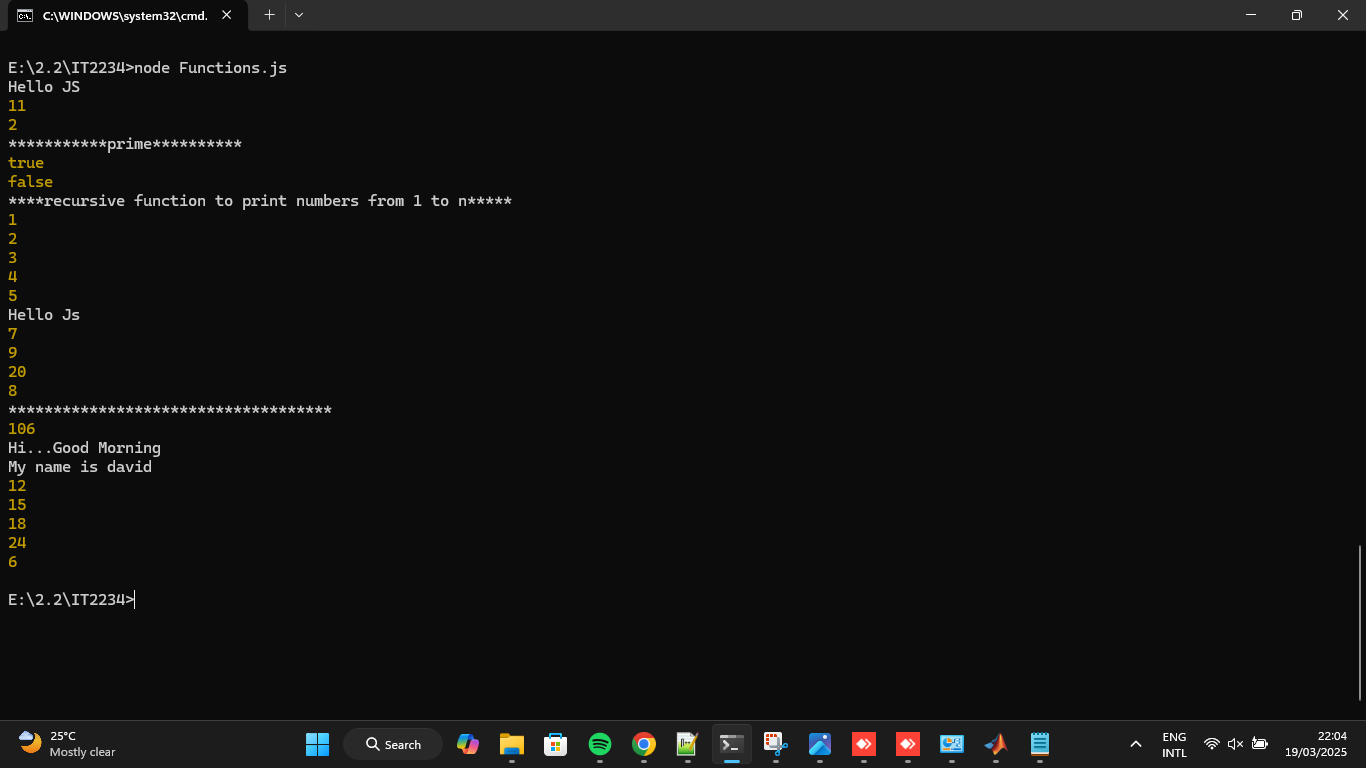 C:\WINDOWS\system32\cmd.
E:\2.2\IT2234>node Functions.js
Hello JS
11
2
***********prime**********
true
false
****recursive function to print numbers from 1 to n*****
1
2
3
4
5
Hello Js
7
9
20
8
************************************
106
Hi...Good Morning
My name is david
12
15
18
24
6
E:\2.2\IT2234>
25°C
Mostly clear
Search
ENG
INTL
22:04
19/03/2025